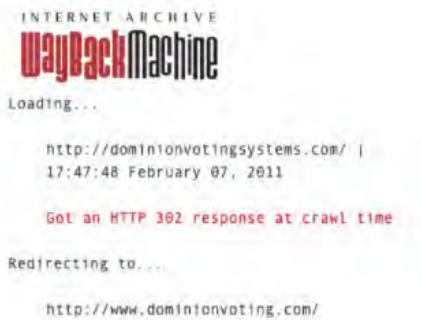 INTERNET ARCHIVE
WayBackMachine
Loading...
http://dominionvotingsystems.com/ |
17:47:48 February 07, 2011
Got an HTTP 302 response at crawl time
Redirecting to...
http://www.dominionvoting.com/